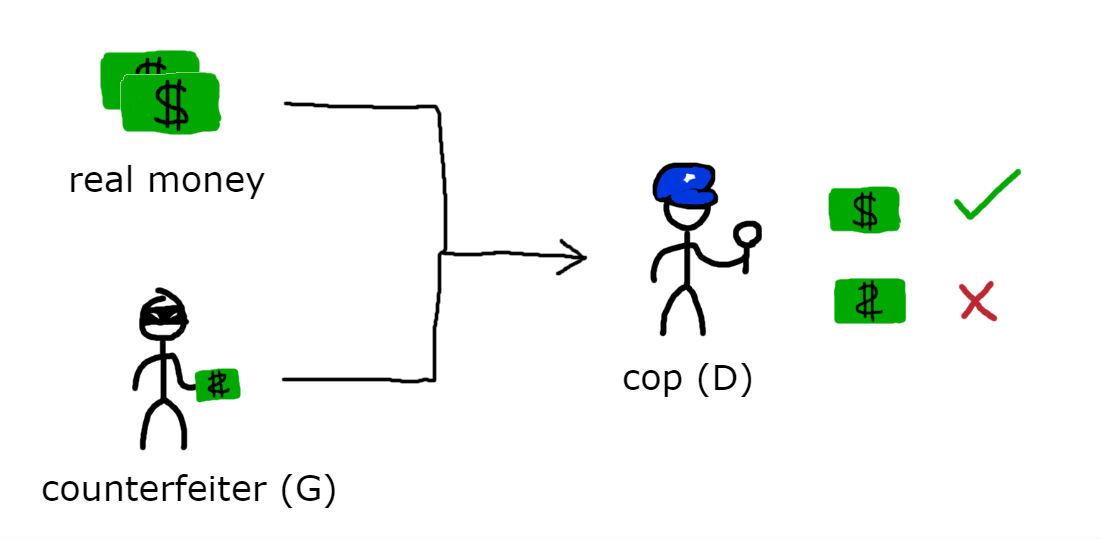 $
$
real money
counterfeiter (G)
cop (D)
$